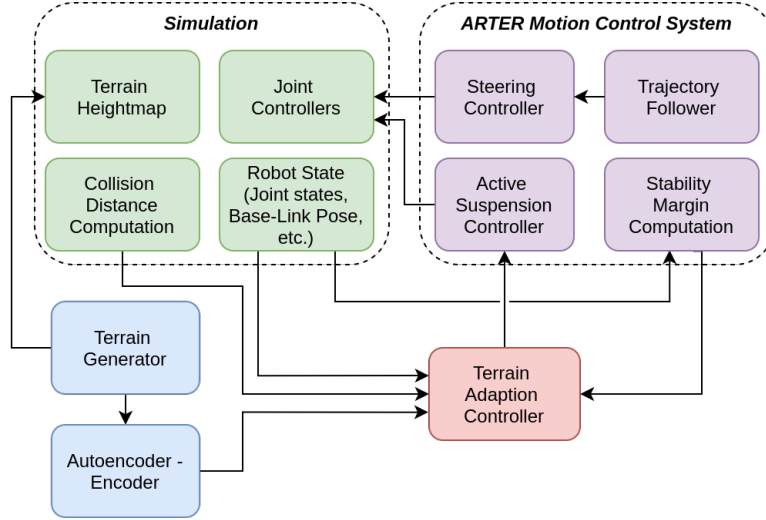 Simulation
ARTER Motion Control System
Terrain
Heightmap
Joint
Controllers
Steering
Controller
Trajectory
Follower
Collision
Distance
Computation
Robot State
(Joint states,
Base-Link Pose,
etc.)
Active
Suspension
Controller
Stability
Margin
Computation
Terrain
Generator
Terrain
Adaption
Controller
Autoencoder -
Encoder